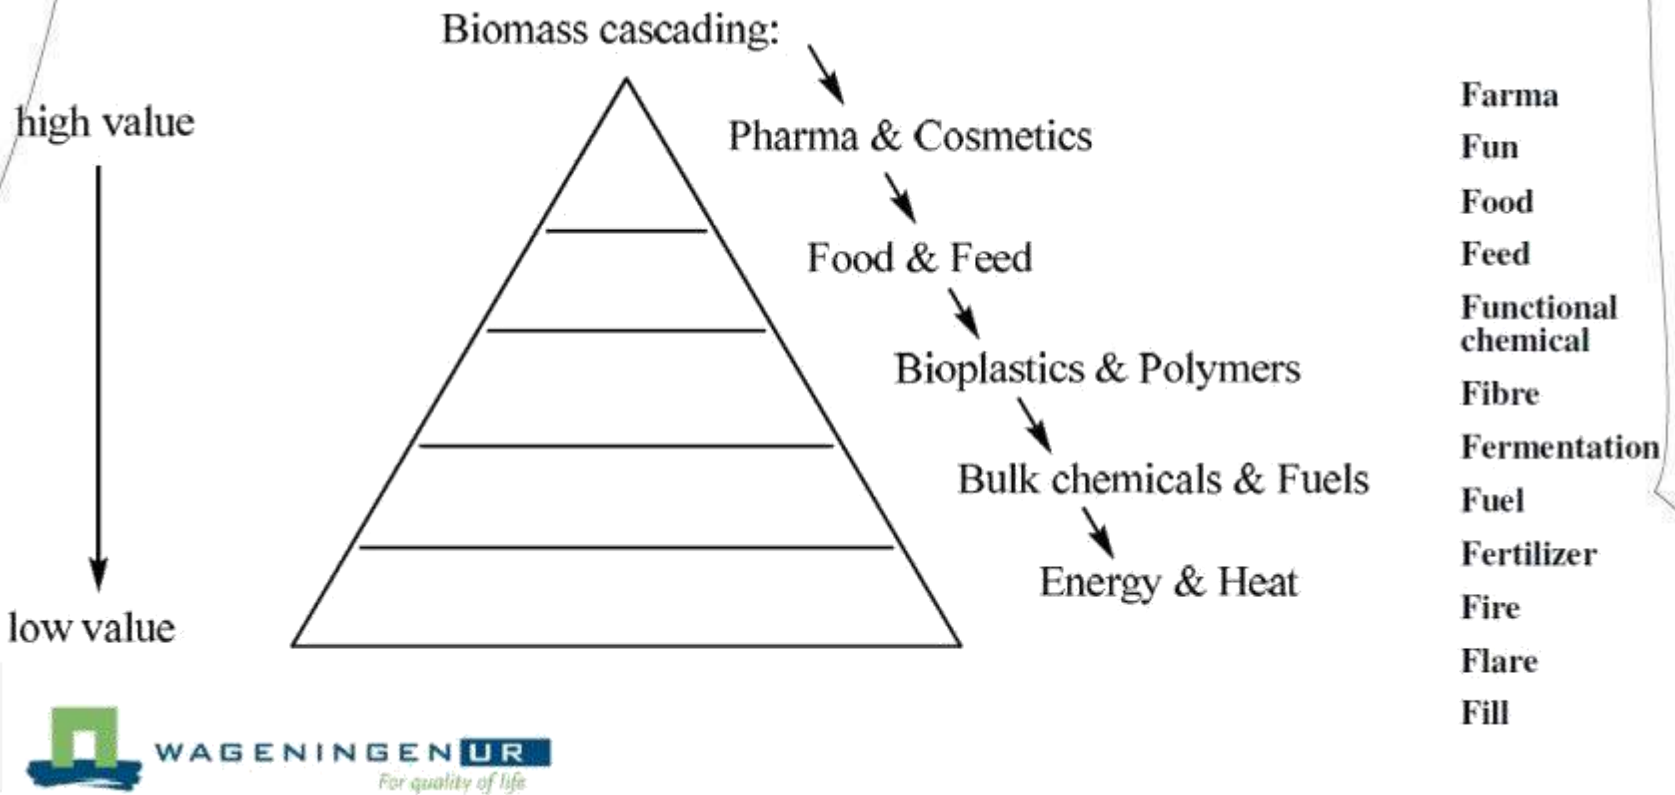 Biomass cascading:
high value
low value
Pharma & Cosmetics
Food & Feed
Bioplastics & Polymers
Bulk chemicals & Fuels
Energy & Heat
Farma
Fun
Food
Feed
Functional
chemical
Fibre
Fermentation
Fuel
Fertilizer
Fire
Flare
Fill
WAGENINGEN UR
For quality of life